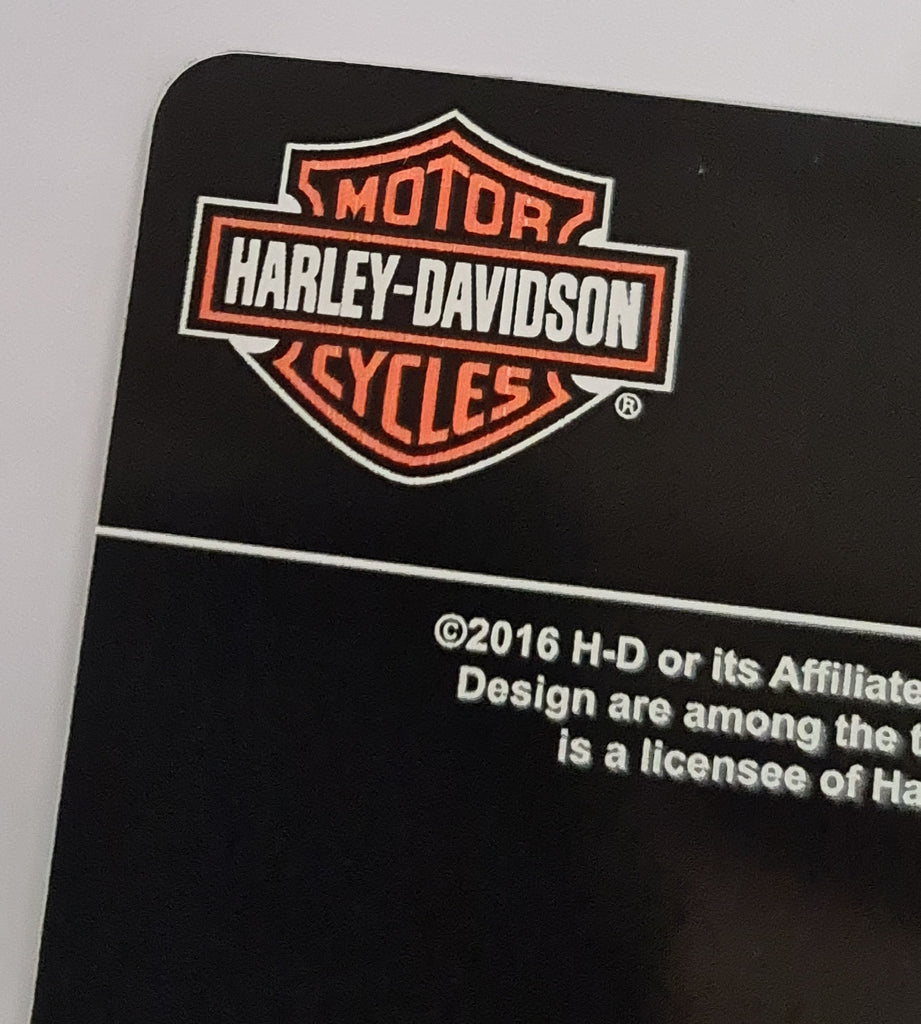 MOTOR
HARLEY-DAVIDSON
CYCLES
®
©2016 H-D or its Affiliate
Design are among the
is a licensee of Ha